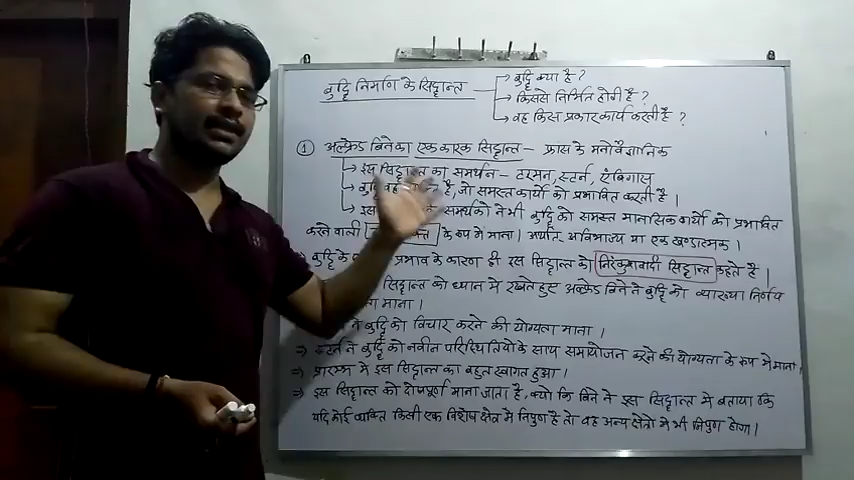 बुद्धि निर्माण के सिद्धान्त
बुद्धि क्या है ?
किससे निर्मित होती है ?
वह किस प्रकार कार्य करती है ?
① अल्फ्रेड बिने का एक कारक सिद्धान्त - फ्रांस के मनोवैज्ञानिक
इस सिद्धान्त का समर्थन - टरमन, स्टर्न, एंबिगास
है, जो समस्त कार्यो को प्रभावित करती है ।
समर्थको ने भी बुद्धि को समस्त मानसिक कार्यो को प्रभावित
करने वाली के रूप में माना । अर्थात अविभाज्य या एक खण्डात्मक ।
बुद्धि के प्रभाव के कारण ही इस सिद्धान्त को निरंकुशवादी सिद्धान्त कहते है ।
सिद्धान्त को ध्यान में रखते हुए अल्फ्रेड बिने ने बुद्धि को व्याख्या निर्णय
माना ।
ने बुद्धि को विचार करने की योग्यता माना ।
⇒ स्टर्न ने बुद्धि को नवीन परिस्थितियो के साथ समायोजन करने की योग्यता के रूप में माना ।
⇒ प्रारम्भ में इस सिद्धान्त का बहुत स्वागत हुआ ।
⇒ इस सिद्धान्त को दोषपूर्ण माना जाता है, क्यो कि बिने ने इस सिद्धान्त में बताया कि
यदि कोई व्यक्ति किसी एक विशेष क्षेत्र में निपुण है तो वह अन्य क्षेत्रो में भी निपुण होगा ।